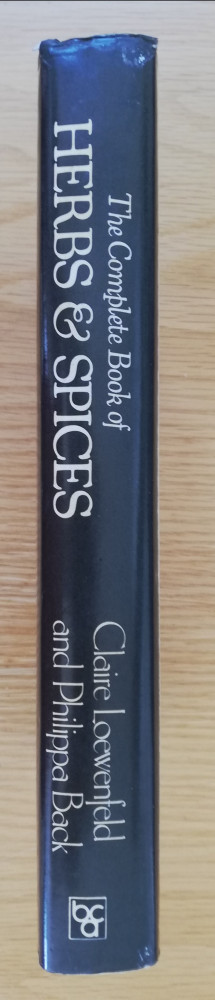 The Complete Book of
HERBS & SPICES
Claire Loewenfeld
and Philippa Back